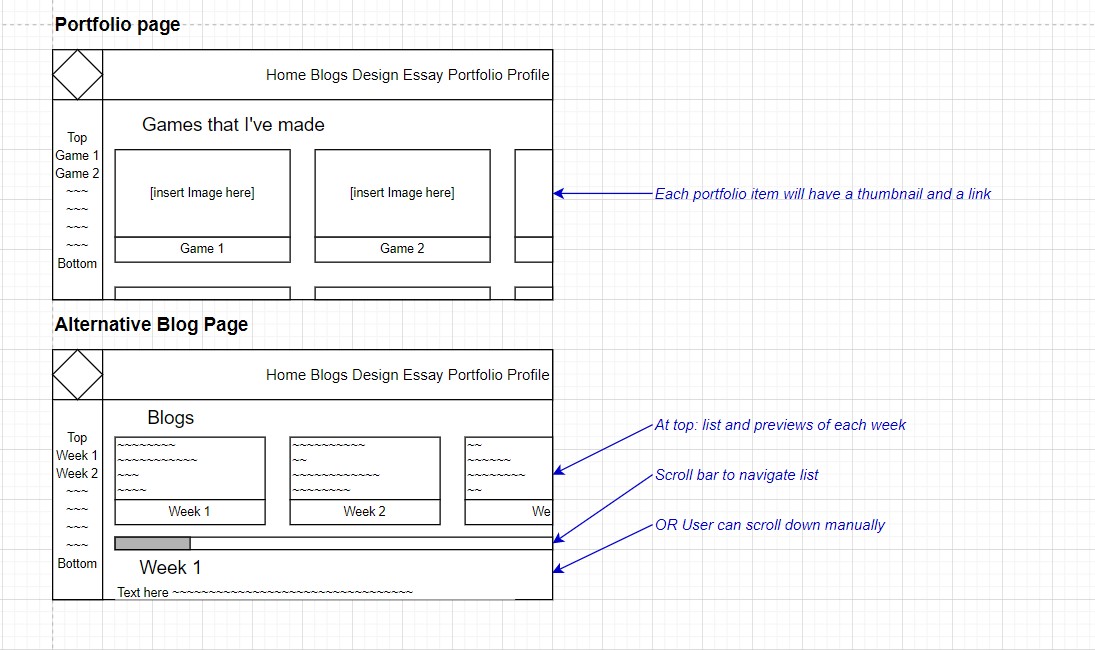 Portfolio page
Home Blogs Design Essay Portfolio Profile
Top
Game 1
Game 2
~~~
~~~
~~~
~~~
Bottom
Games that I've made
[insert Image here] [insert Image here]
Game 1 Game 2
Each portfolio item will have a thumbnail and a link
Alternative Blog Page
Home Blogs Design Essay Portfolio Profile
Top
Week 1
Week 2
~~~
~~~
~~~
~~~
Bottom
Blogs
~~~~~~~~ ~~~~~~~~~~ ~~
~~~~~~~~~~~ ~~ ~~~~~~
~~~ ~~~~~~~~~~~~ ~~~~~~~~
~~~~ ~~~~~~~~ ~~
Week 1 Week 2 We
At top: list and previews of each week
Scroll bar to navigate list
OR User can scroll down manually
Week 1
Text here ~~~~~~~~~~~~~~~~~~~~~~~~~~~~~~~~~